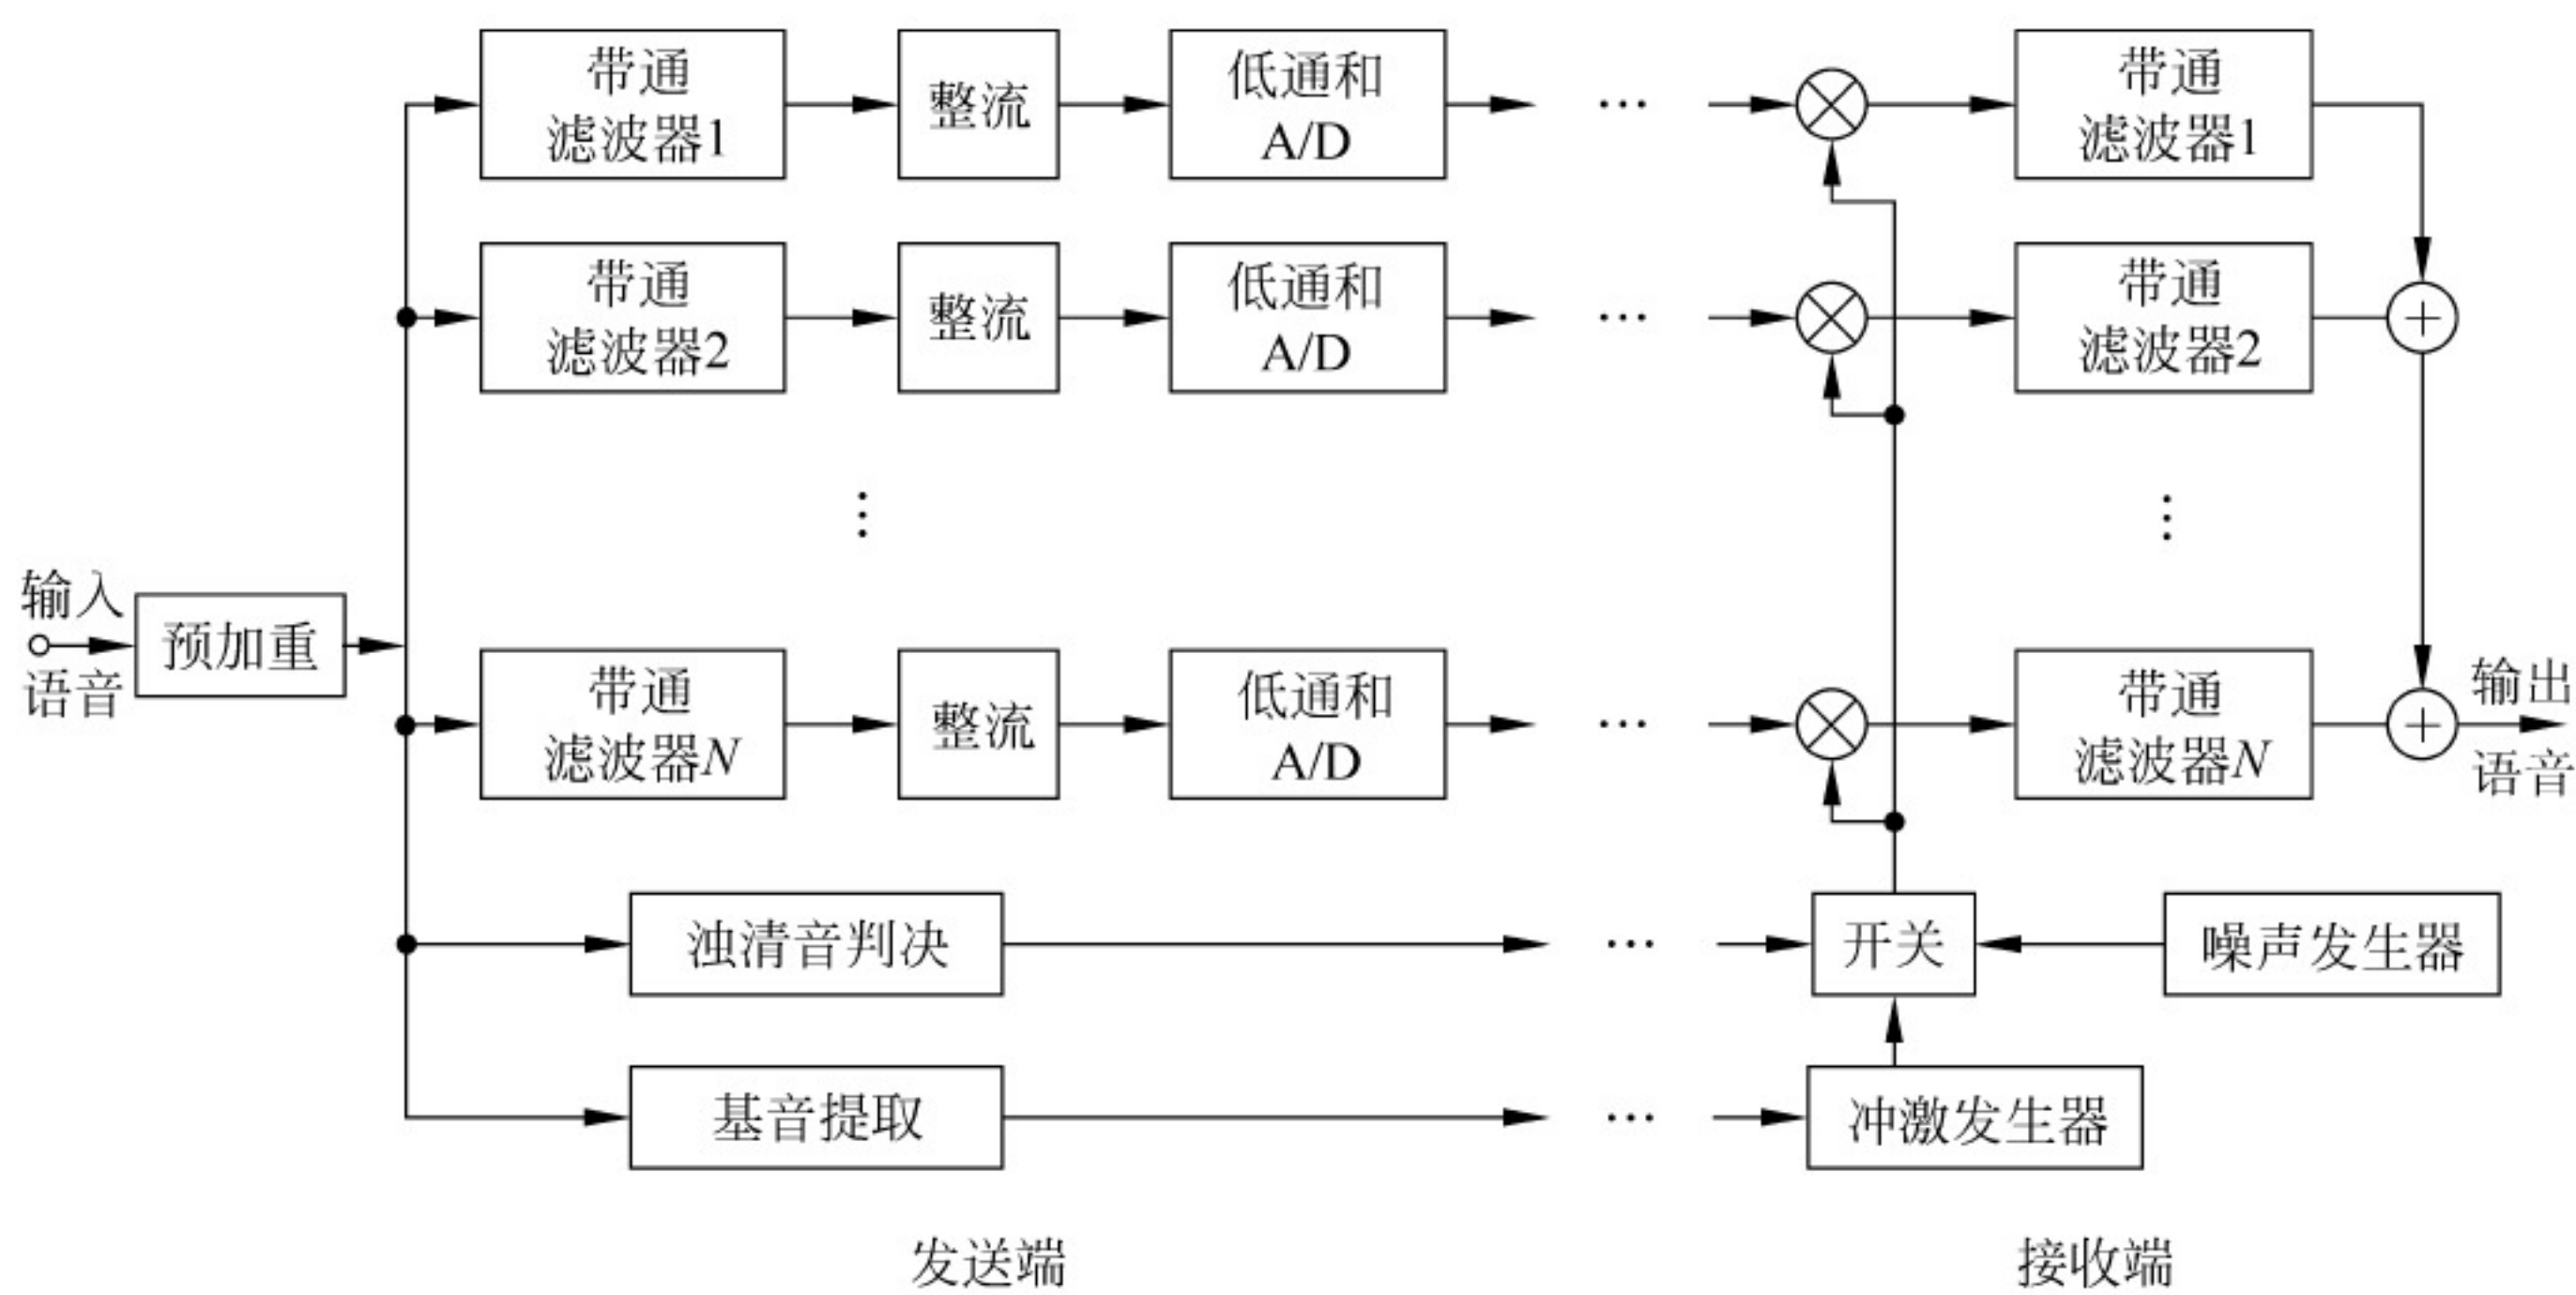 带通
滤波器1
整流
低通和
A/D
…
带通
滤波器1
带通
滤波器2
整流
低通和
A/D
…
带通
滤波器2
输入
语音
预加重
带通
滤波器N
整流
低通和
A/D
…
带通
滤波器N
输出
语音
浊清音判决
…
开关
噪声发生器
基音提取
…
冲激发生器
发送端
接收端